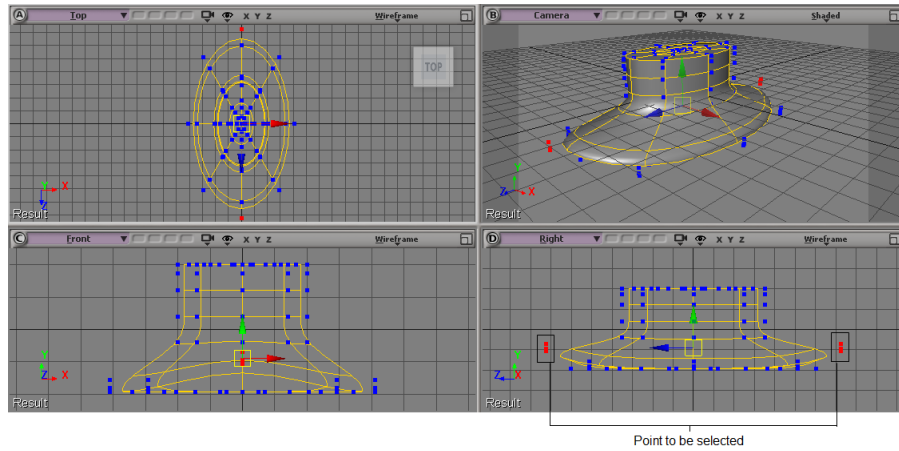 A Top X Y Z Wireframe
TOP
Y
X
Z
Result
B Camera X Y Z Shaded
Y
Z X
Result
C Front X Y Z Wireframe
Y
Z X
Result
D Right X Y Z Wireframe
Y
Z X
Result
Point to be selected